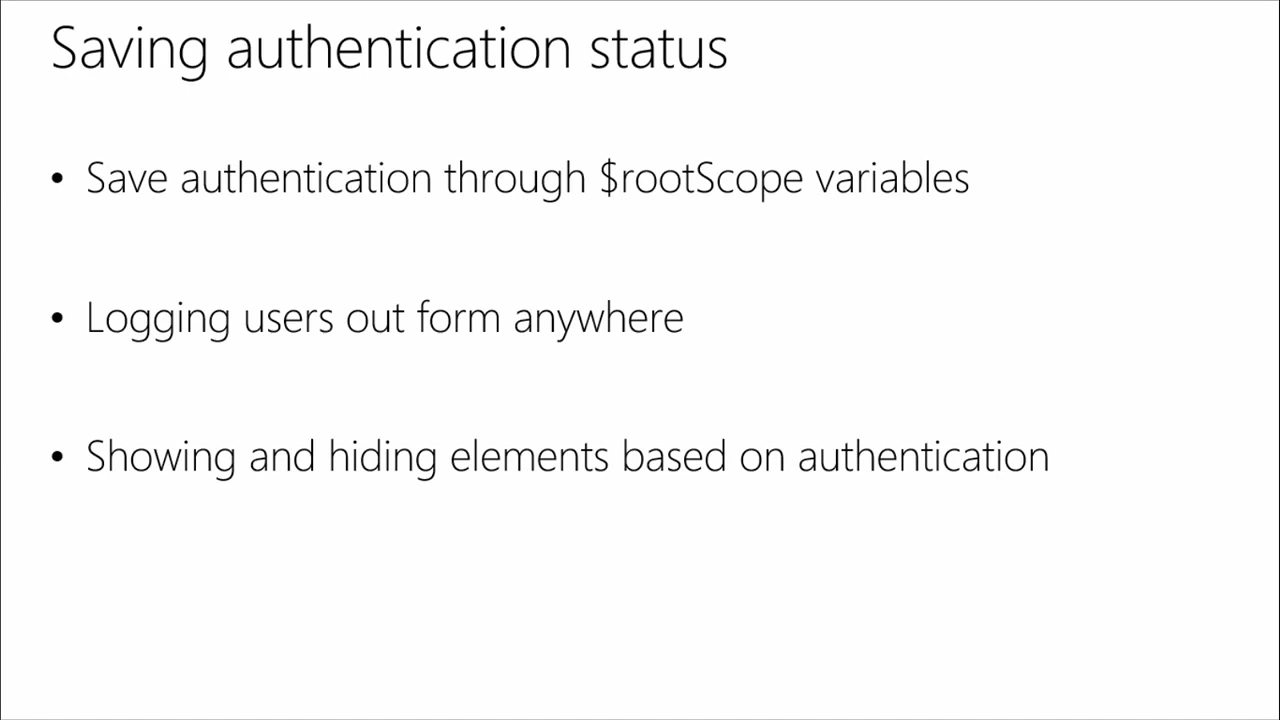 Saving authentication status
• Save authentication through $rootScope variables
• Logging users out form anywhere
• Showing and hiding elements based on authentication